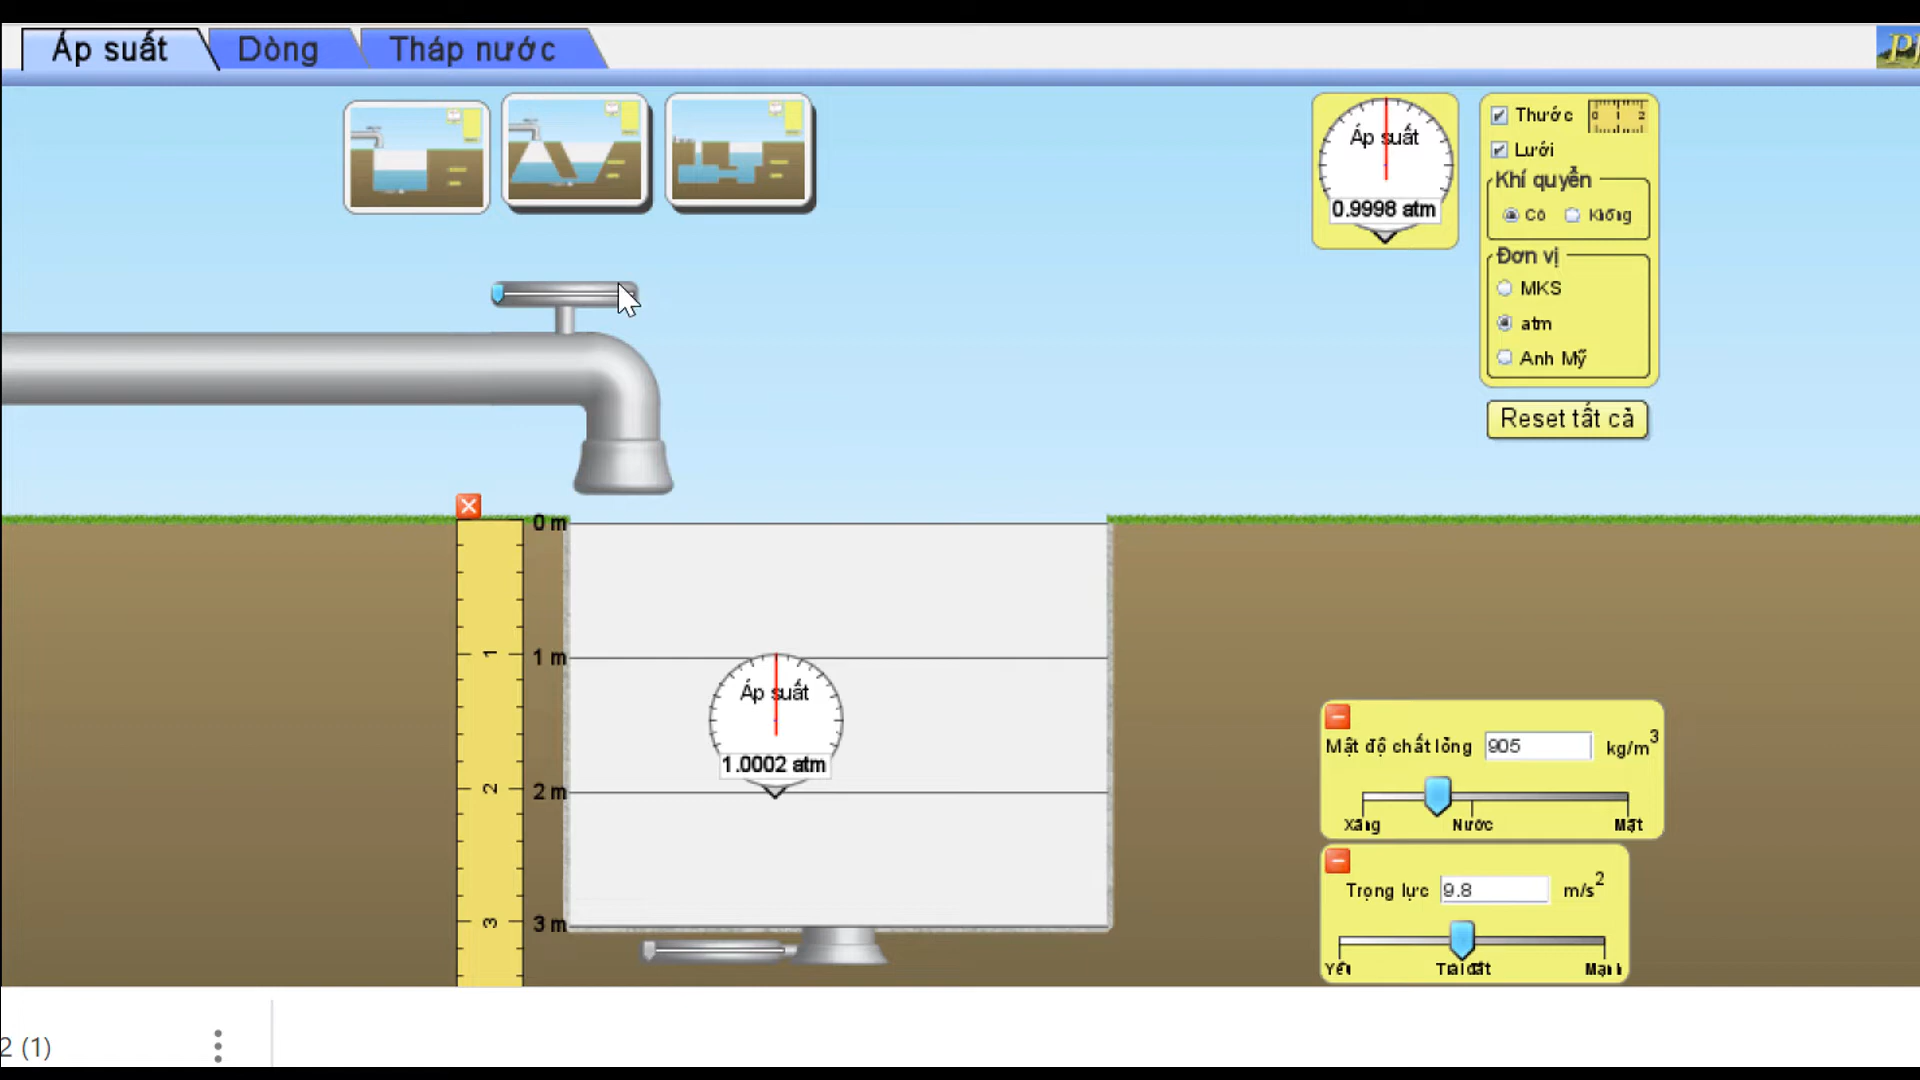 Áp suất
Dòng
Tháp nước
Áp suất
0.9998 atm
Thước
0 1 2
Lưới
Khí quyển
Có
Không
Đơn vị
MKS
atm
Anh Mỹ
Reset tất cả
0 m
1 m
2 m
3 m
1
2
3
Áp suất
1.0002 atm
Mật độ chất lỏng 905 kg/m3
Xăng Nước Mật
Trọng lực 9.8 m/s2
Yếu Trái đất Mạnh
2 (1)